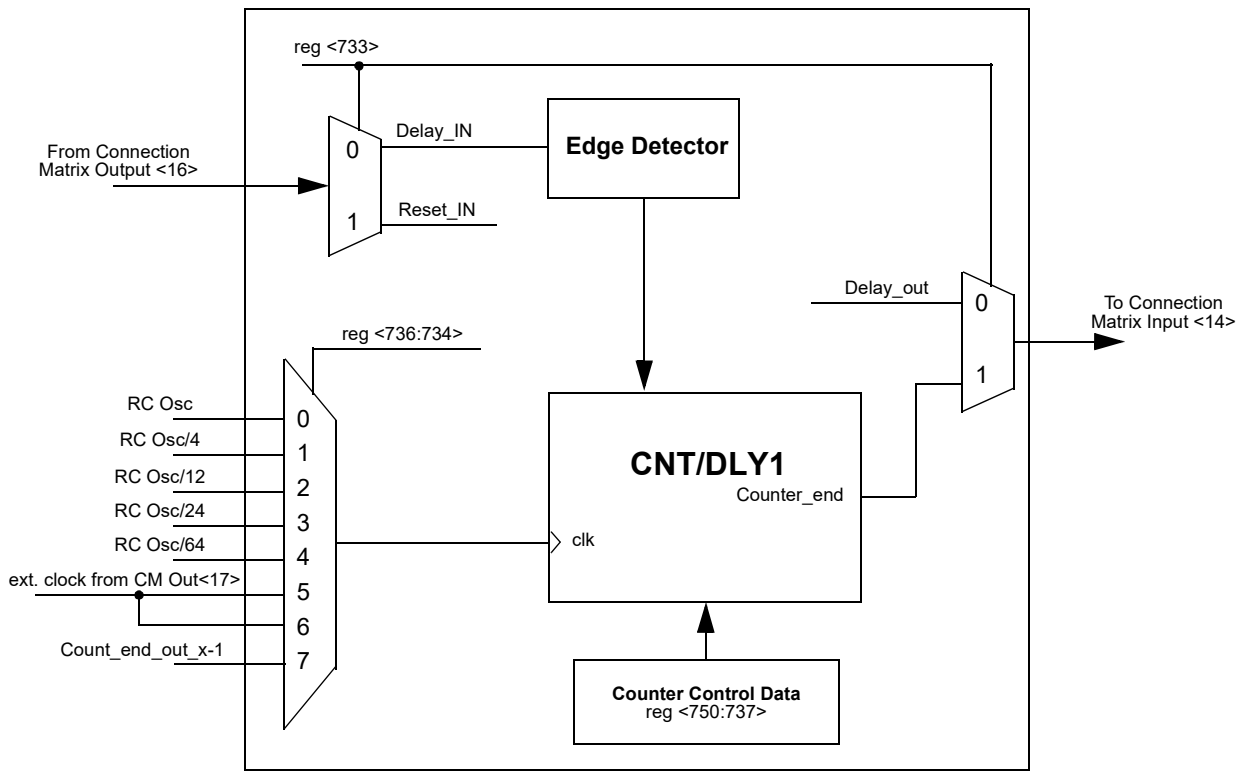 reg <733>
From Connection
Matrix Output <16>
0
1
Delay_IN
Reset_IN
Edge Detector
Delay_out
0
1
To Connection
Matrix Input <14>
reg <736:734>
RC Osc
RC Osc/4
RC Osc/12
RC Osc/24
RC Osc/64
ext. clock from CM Out<17>
Count_end_out_x-1
0
1
2
3
4
5
6
7
CNT/DLY1
Counter_end
clk
Counter Control Data
reg <750:737>